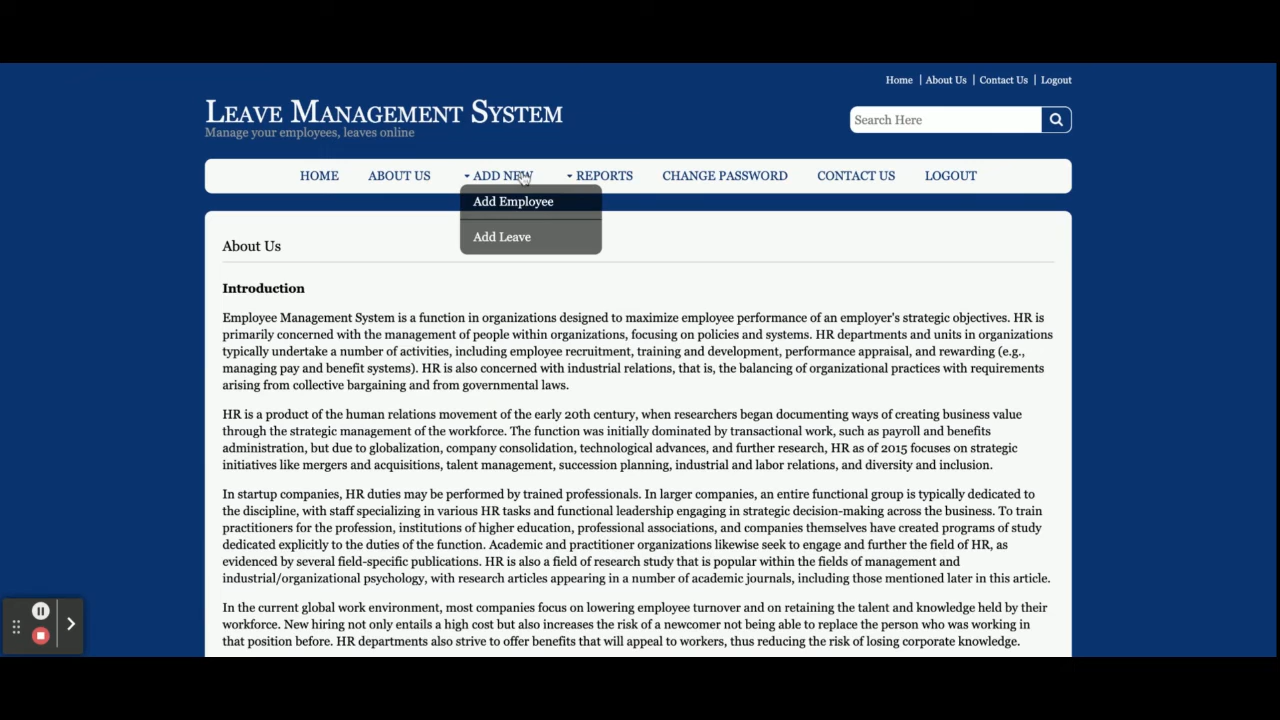 Home | About Us | Contact Us | Logout
LEAVE MANAGEMENT SYSTEM
Manage your employees, leaves online
Search Here
HOME ABOUT US ADD NEW REPORTS CHANGE PASSWORD CONTACT US LOGOUT
Add Employee
Add Leave
About Us
Introduction
Employee Management System is a function in organizations designed to maximize employee performance of an employer's strategic objectives. HR is
primarily concerned with the management of people within organizations, focusing on policies and systems. HR departments and units in organizations
typically undertake a number of activities, including employee recruitment, training and development, performance appraisal, and rewarding (e.g.,
managing pay and benefit systems). HR is also concerned with industrial relations, that is, the balancing of organizational practices with requirements
arising from collective bargaining and from governmental laws.
HR is a product of the human relations movement of the early 20th century, when researchers began documenting ways of creating business value
through the strategic management of the workforce. The function was initially dominated by transactional work, such as payroll and benefits
administration, but due to globalization, company consolidation, technological advances, and further research, HR as of 2015 focuses on strategic
initiatives like mergers and acquisitions, talent management, succession planning, industrial and labor relations, and diversity and inclusion.
In startup companies, HR duties may be performed by trained professionals. In larger companies, an entire functional group is typically dedicated to
the discipline, with staff specializing in various HR tasks and functional leadership engaging in strategic decision-making across the business. To train
practitioners for the profession, institutions of higher education, professional associations, and companies themselves have created programs of study
dedicated explicitly to the duties of the function. Academic and practitioner organizations likewise seek to engage and further the field of HR, as
evidenced by several field-specific publications. HR is also a field of research study that is popular within the fields of management and
industrial/organizational psychology, with research articles appearing in a number of academic journals, including those mentioned later in this article.
In the current global work environment, most companies focus on lowering employee turnover and on retaining the talent and knowledge held by their
workforce. New hiring not only entails a high cost but also increases the risk of a newcomer not being able to replace the person who was working in
that position before. HR departments also strive to offer benefits that will appeal to workers, thus reducing the risk of losing corporate knowledge.